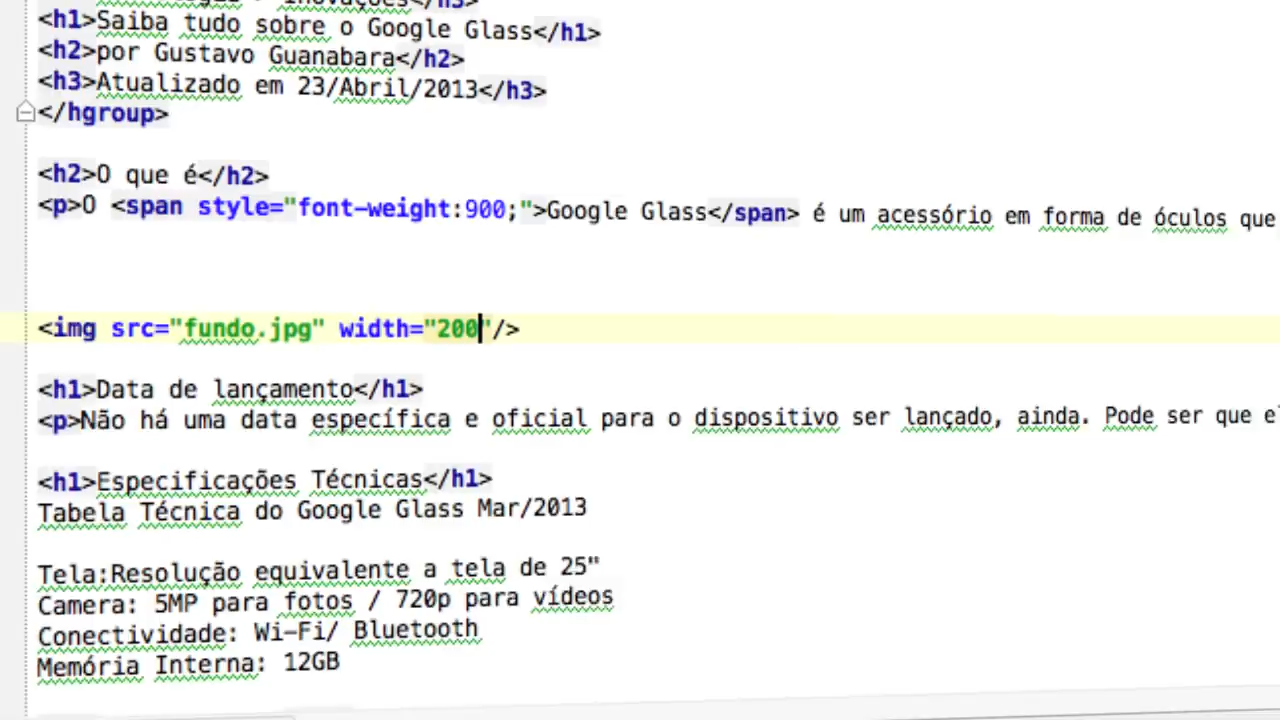 Inovações</h3>
<h1>Saiba tudo sobre o Google Glass</h1>
<h2>por Gustavo Guanabara</h2>
<h3>Atualizado em 23/Abril/2013</h3>
</hgroup>
<h2>O que é</h2>
<p>O <span style="font-weight:900;">Google Glass</span> é um acessório em forma de óculos que
<img src="fundo.jpg" width="200"/>
<h1>Data de lançamento</h1>
<p>Não há uma data específica e oficial para o dispositivo ser lançado, ainda. Pode ser que el
<h1>Especificações Técnicas</h1>
Tabela Técnica do Google Glass Mar/2013
Tela:Resolução equivalente a tela de 25"
Camera: 5MP para fotos / 720p para vídeos
Conectividade: Wi-Fi/ Bluetooth
Memória Interna: 12GB